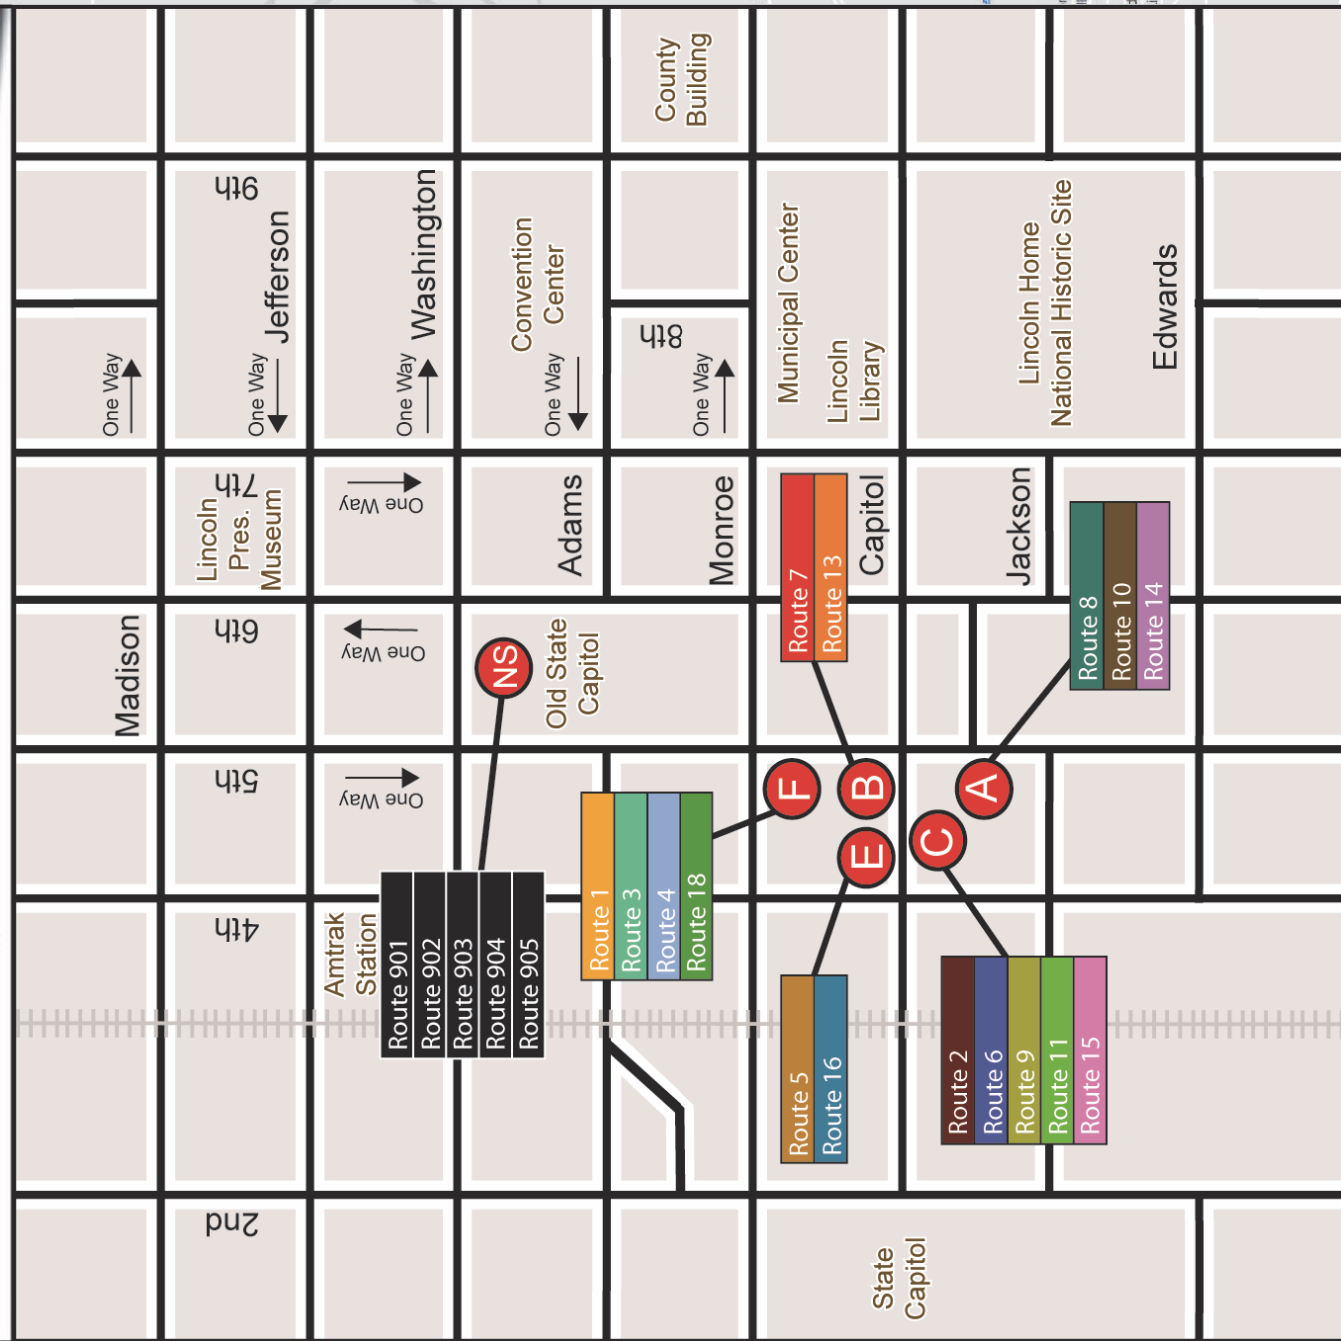 County
Building
9th
Jefferson
Washington
Convention
Center
Municipal Center
Lincoln
Library
Lincoln Home
National Historic Site
Edwards
8th
One Way
One Way
One Way
One Way
One Way
7th
Lincoln
Pres.
Museum
One Way
Adams
Monroe
Capitol
Jackson
Route 7
Route 13
Route 8
Route 10
Route 14
Madison
6th
One Way
NS
Old State
Capitol
5th
One Way
F
B
A
E
C
4th
Amtrak
Station
Route 901
Route 902
Route 903
Route 904
Route 905
Route 1
Route 3
Route 4
Route 18
Route 5
Route 16
Route 2
Route 6
Route 9
Route 11
Route 15
2nd
State
Capitol